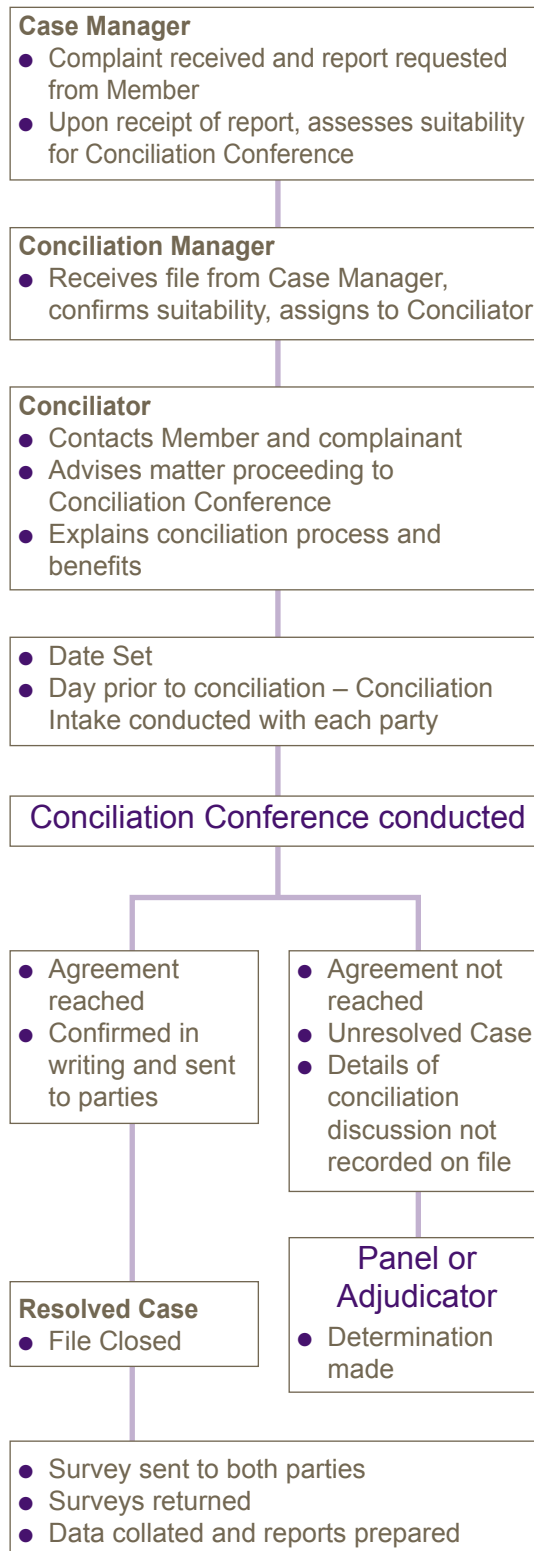 Case Manager
● Complaint received and report requested
from Member
● Upon receipt of report, assesses suitability
for Conciliation Conference
Conciliation Manager
● Receives file from Case Manager,
confirms suitability, assigns to Conciliator
Conciliator
● Contacts Member and complainant
● Advises matter proceeding to
Conciliation Conference
● Explains conciliation process and
benefits
● Date Set
● Day prior to conciliation – Conciliation
Intake conducted with each party
Conciliation Conference conducted
● Agreement
reached
● Confirmed in
writing and sent
to parties
● Agreement not
reached
● Unresolved Case
● Details of
conciliation
discussion not
recorded on file
Resolved Case
● File Closed
Panel or
Adjudicator
● Determination
made
● Survey sent to both parties
● Surveys returned
● Data collated and reports prepared